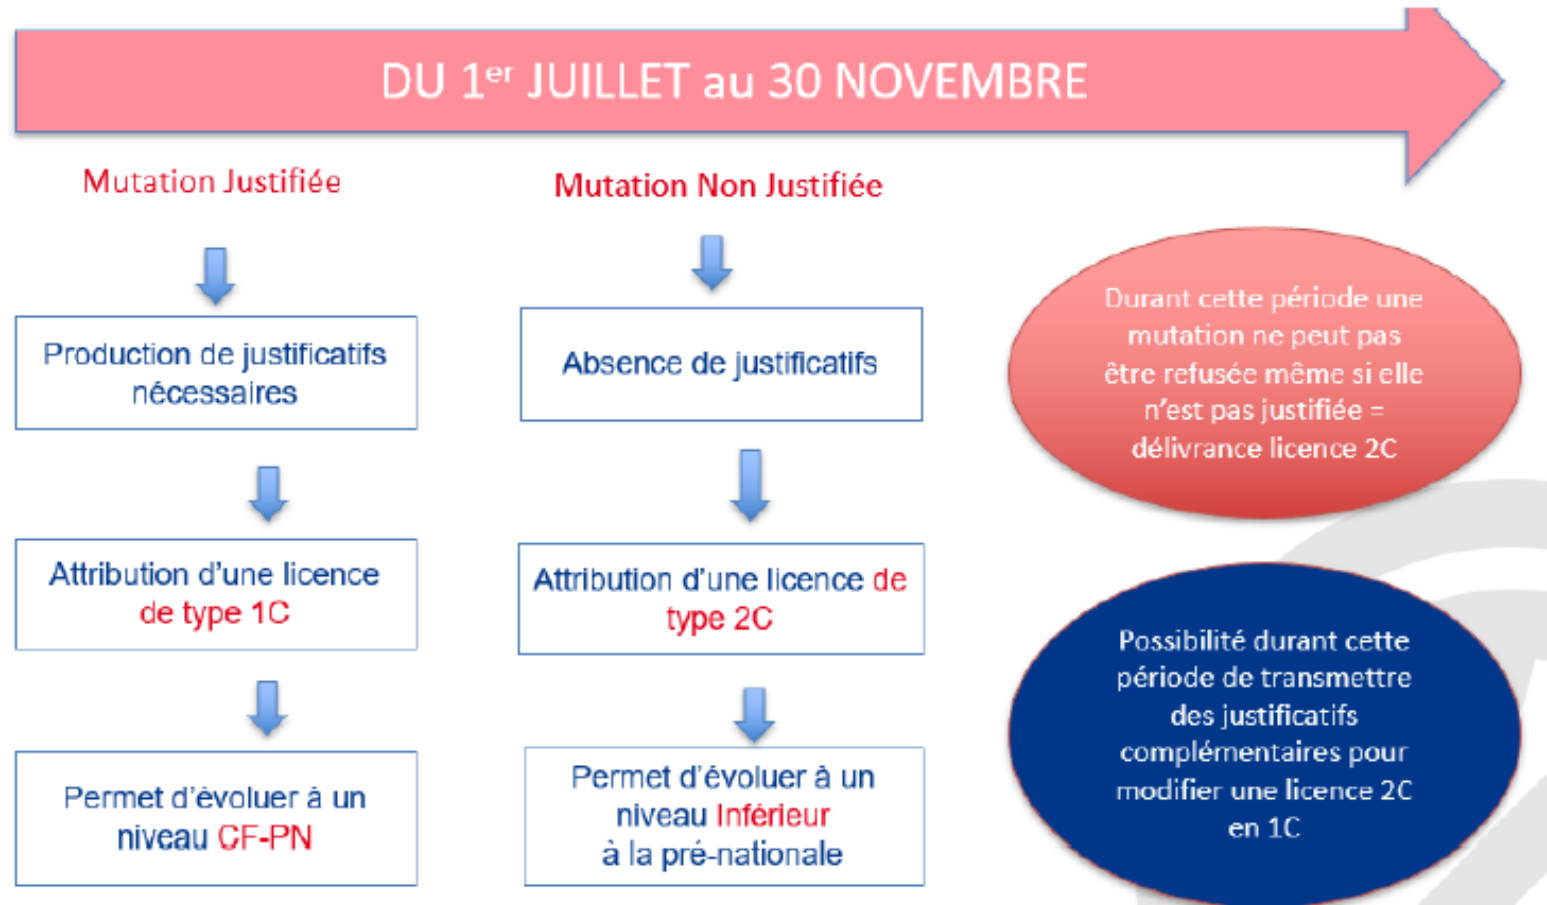 DU 1er JUILLET au 30 NOVEMBRE
Mutation Justifiée
Production de justificatifs
nécessaires
Attribution d'une licence
de type 1C
Permet d'évoluer à un
niveau CF-PN
Mutation Non Justifiée
Absence de justificatifs
Attribution d'une licence de
type 2C
Permet d'évoluer à un
niveau Inférieur
à la pré-nationale
Durant cette période une
mutation ne peut pas
être refusée même si elle
n'est pas justifiée =
délivrance licence 2C
Possibilité durant cette
période de transmettre
des justificatifs
complémentaires pour
modifier une licence 2C
en 1C